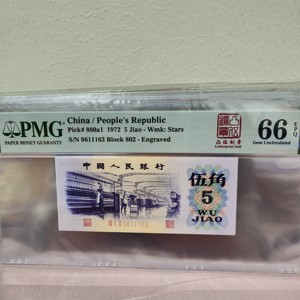 PMG
PAPER MONEY GUARANTY
China / People's Republic
Pick# 880a1 1972 5 Jiao - Wmk: Stars
S/N 9611163 Block 802 - Engraved
66 EPQ
Gem Uncirculated
中国人民银行
伍角
5
WU
JIAO
9611163